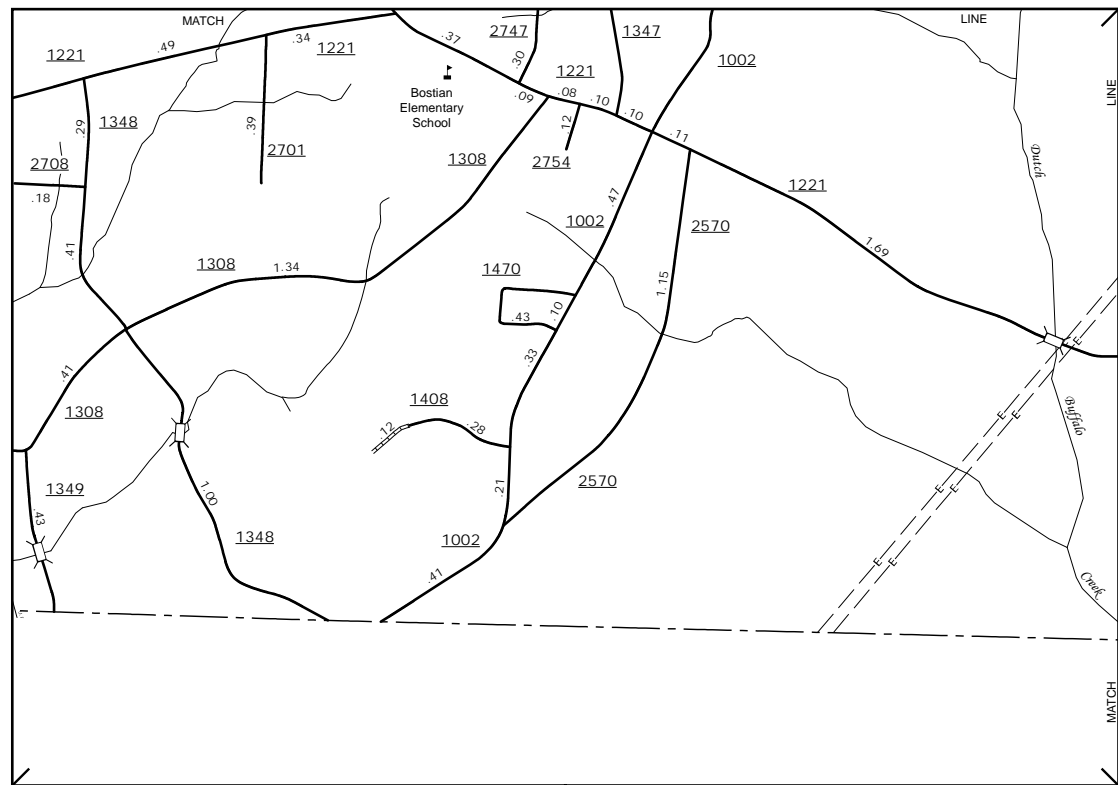 MATCH
LINE
2747
1347
.49
.34
1221
1221
.37
1002
.30
1221
Bostian
Elementary
School
.09
.08
.10
.10
LINE
1348
.29
.39
2701
.12
.11
2708
1308
2754
Dutch
1221
.18
.47
1002
2570
.41
1.69
1308
1.34
1470
1.15
.43
.10
.33
.41
1308
1408
Buffalo
.12
.28
1349
.21
2570
1.00
.43
1348
1002
.41
Creek
E
E
E
E
E
E
E
E
MATCH